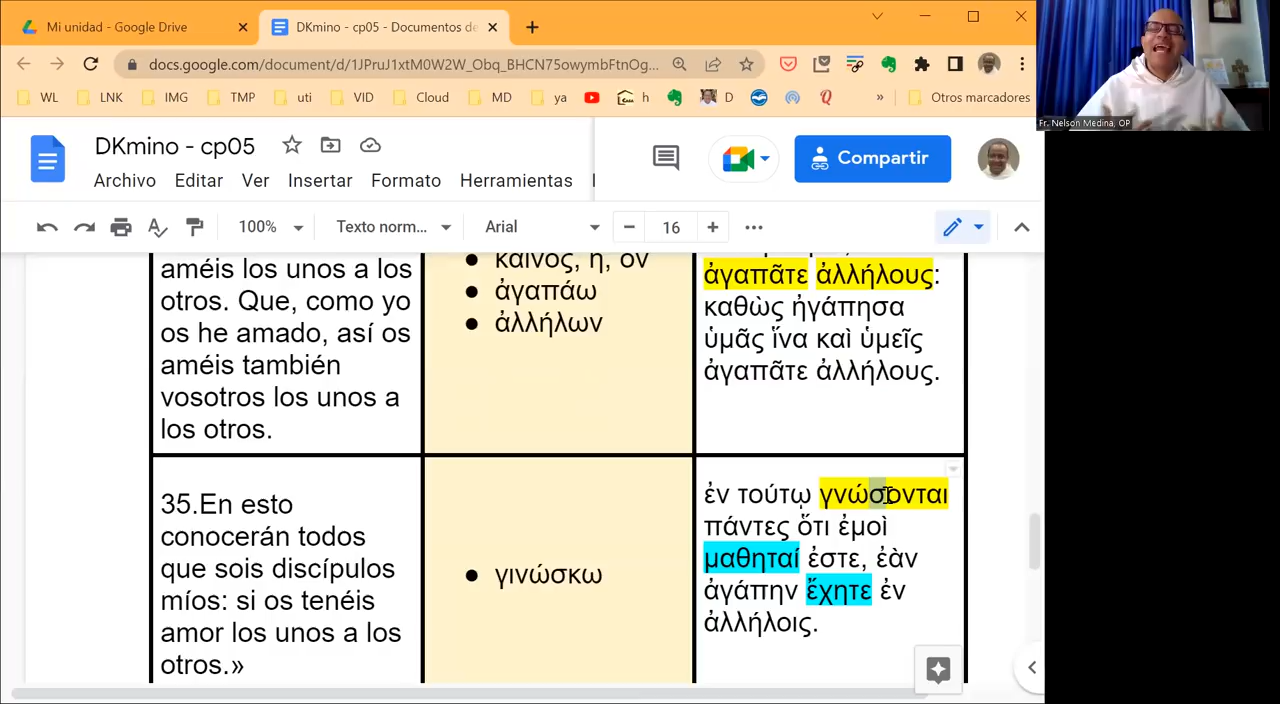 Mi unidad - Google Drive
DKmino - cp05 - Documentos de
docs.google.com/document/d/1JPruJ1xtM0W2W_Obq_BHCN75owymbFtnOg...
WL LNK IMG TMP uti VID Cloud MD ya h D » Otros marcadores
Fr. Nelson Medina, OP
DKmino - cp05
Compartir
Archivo Editar Ver Insertar Formato Herramientas
100% Texto norm... Arial 16
améis los unos a los
otros. Que, como yo
os he amado, así os
améis también
vosotros los unos a
los otros.
καινός, ή, όν
ἀγαπάω
ἀλλήλων
ἀγαπᾶτε ἀλλήλους:
καθὼς ἠγάπησα
ὑμᾶς ἵνα καὶ ὑμεῖς
ἀγαπᾶτε ἀλλήλους.
35.En esto
conocerán todos
que sois discípulos
míos: si os tenéis
amor los unos a los
otros.»
γινώσκω
ἐν τούτῳ γνώσονται
πάντες ὅτι ἐμοὶ
μαθηταί ἐστε, ἐὰν
ἀγάπην ἔχητε ἐν
ἀλλήλοις.